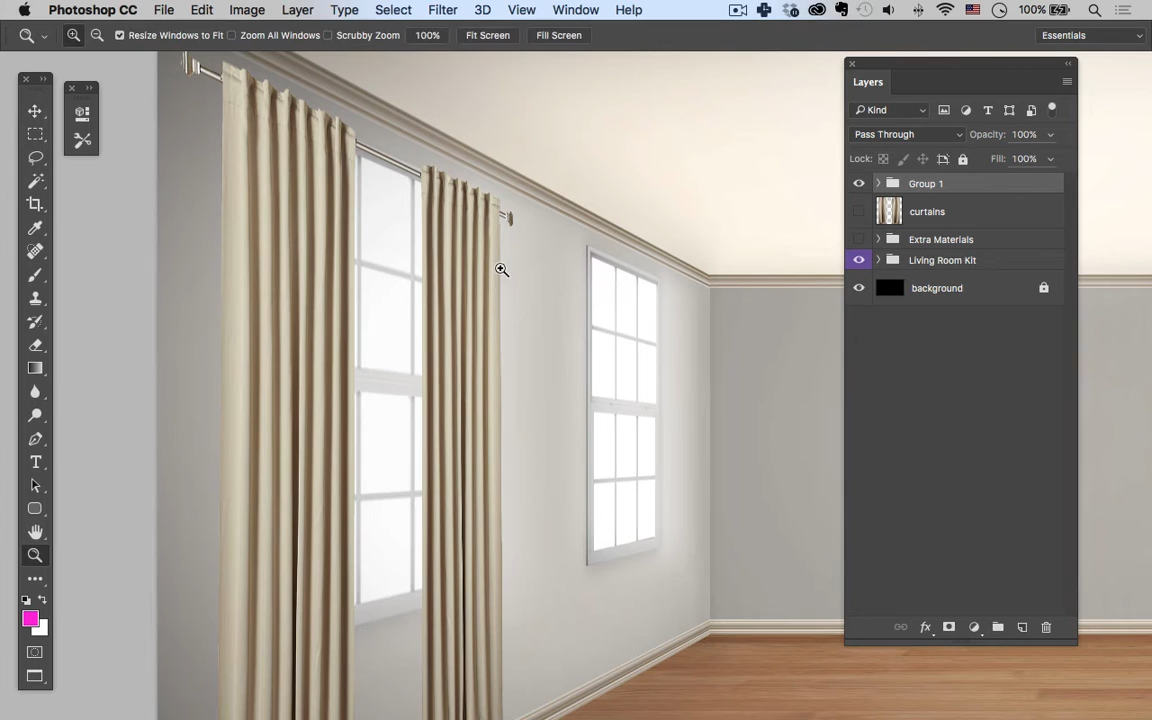 Photoshop CC File Edit Image Layer Type Select Filter 3D View Window Help 100%
Resize Windows to Fit Zoom All Windows Scrubby Zoom 100% Fit Screen Fill Screen Essentials
Layers
Kind
Pass Through Opacity: 100%
Lock: Fill: 100%
Group 1
curtains
Extra Materials
Living Room Kit
background
fx